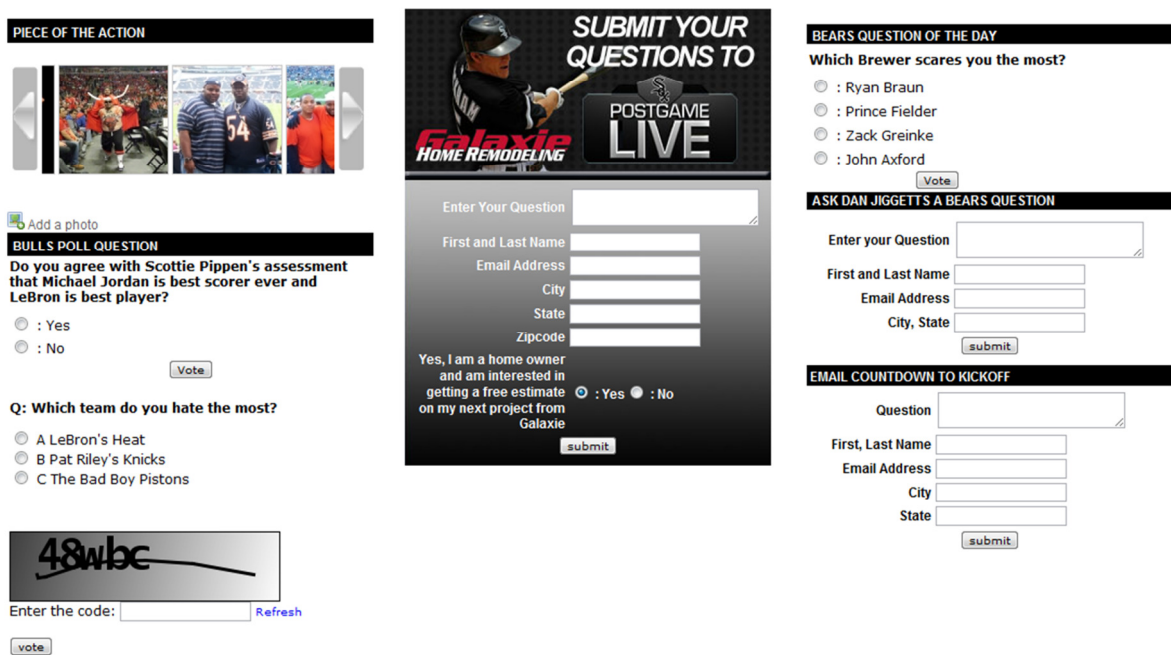 PIECE OF THE ACTION
54
Add a photo
BULLS POLL QUESTION
Do you agree with Scottie Pippen's assessment
that Michael Jordan is best scorer ever and
LeBron is best player?
: Yes
: No
Vote
Q: Which team do you hate the most?
A LeBron's Heat
B Pat Riley's Knicks
C The Bad Boy Pistons
48wbc
Enter the code:
Refresh
vote
SUBMIT YOUR
QUESTIONS TO
SOX
POSTGAME
LIVE
Galaxie
HOME REMODELING
Enter Your Question
First and Last Name
Email Address
City
State
Zipcode
Yes, I am a home owner
and am interested in
getting a free estimate
on my next project from
Galaxie
: Yes : No
submit
BEARS QUESTION OF THE DAY
Which Brewer scares you the most?
: Ryan Braun
: Prince Fielder
: Zack Greinke
: John Axford
Vote
ASK DAN JIGGETTS A BEARS QUESTION
Enter your Question
First and Last Name
Email Address
City, State
submit
EMAIL COUNTDOWN TO KICKOFF
Question
First, Last Name
Email Address
City
State
submit